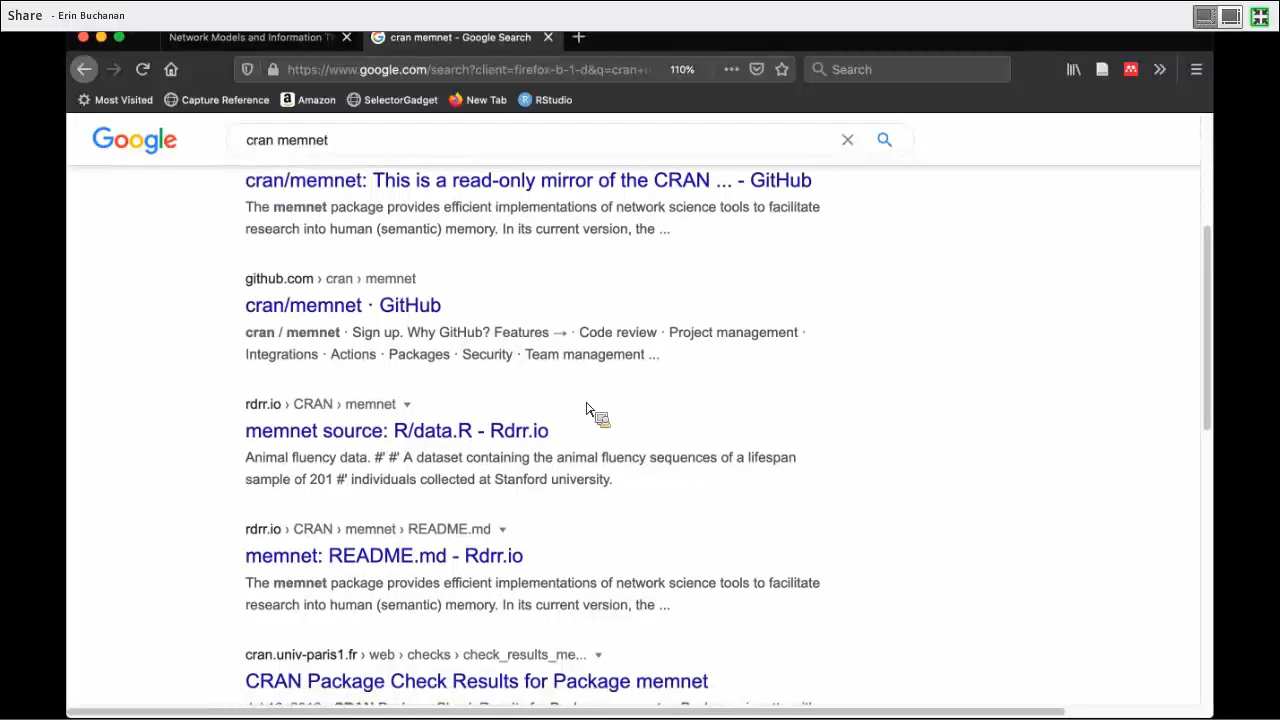 Share - Erin Buchanan
Network Models and Information T
cran memnet - Google Search
https://www.google.com/search?client=firefox-b-1-d&q=cran+
110%
Search
Most Visited
Capture Reference
Amazon
SelectorGadget
New Tab
RStudio
Google
cran memnet
cran/memnet: This is a read-only mirror of the CRAN ... - GitHub
The memnet package provides efficient implementations of network science tools to facilitate
research into human (semantic) memory. In its current version, the ...
github.com › cran › memnet
cran/memnet · GitHub
cran / memnet · Sign up. Why GitHub? Features → · Code review · Project management ·
Integrations · Actions · Packages · Security · Team management ...
rdrr.io › CRAN › memnet
memnet source: R/data.R - Rdrr.io
Animal fluency data. #' #' A dataset containing the animal fluency sequences of a lifespan
sample of 201 #' individuals collected at Stanford university.
rdrr.io › CRAN › memnet › README.md
memnet: README.md - Rdrr.io
The memnet package provides efficient implementations of network science tools to facilitate
research into human (semantic) memory. In its current version, the ...
cran.univ-paris1.fr › web › checks › check_results_me...
CRAN Package Check Results for Package memnet